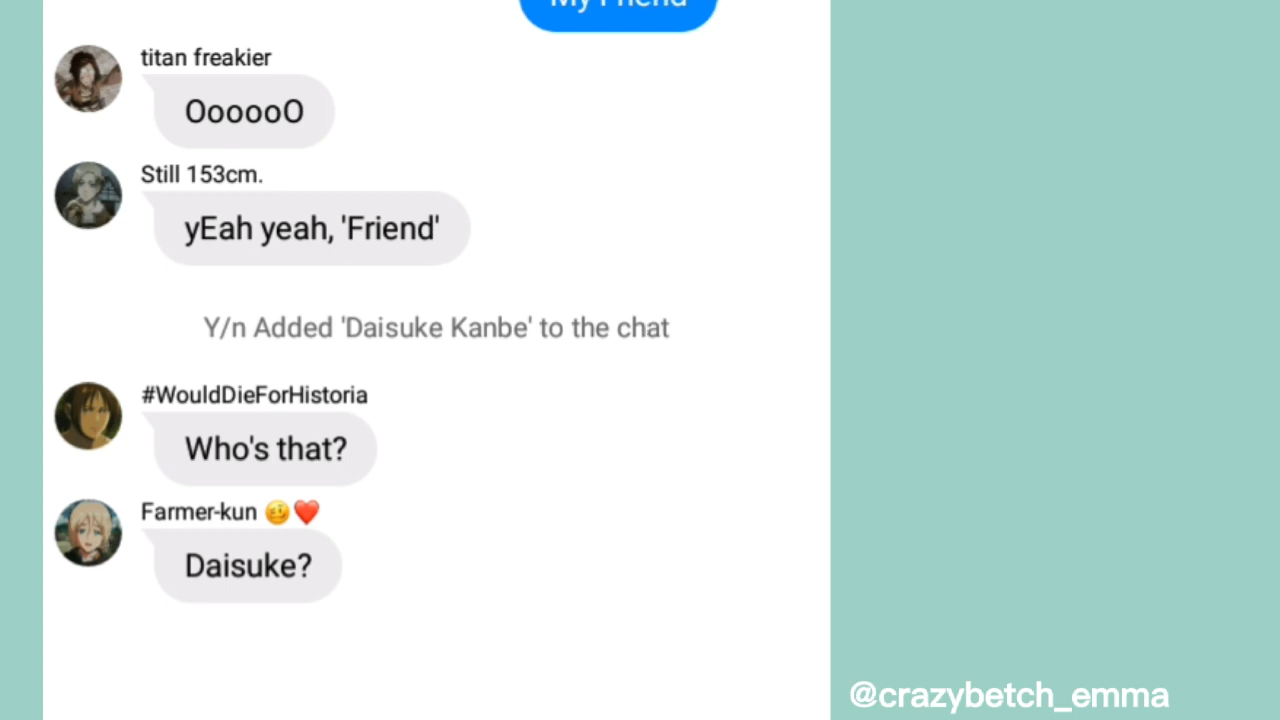 My Friend
titan freakier
OooooO
Still 153cm.
yEah yeah, 'Friend'
Y/n Added 'Daisuke Kanbe' to the chat
#WouldDieForHistoria
Who's that?
Farmer-kun 🥴❤️
Daisuke?
@crazybetch_emma